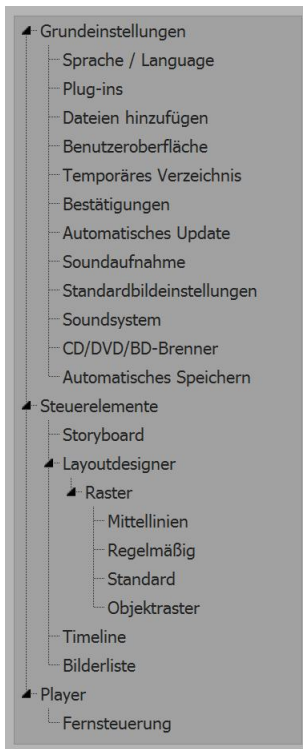 Grundeinstellungen
Sprache / Language
Plug-ins
Dateien hinzufügen
Benutzeroberfläche
Temporäres Verzeichnis
Bestätigungen
Automatisches Update
Soundaufnahme
Standardbildeinstellungen
Soundsystem
CD/DVD/BD-Brenner
Automatisches Speichern
Steuerelemente
Storyboard
Layoutdesigner
Raster
Mittellinien
Regelmäßig
Standard
Objektraster
Timeline
Bilderliste
Player
Fernsteuerung